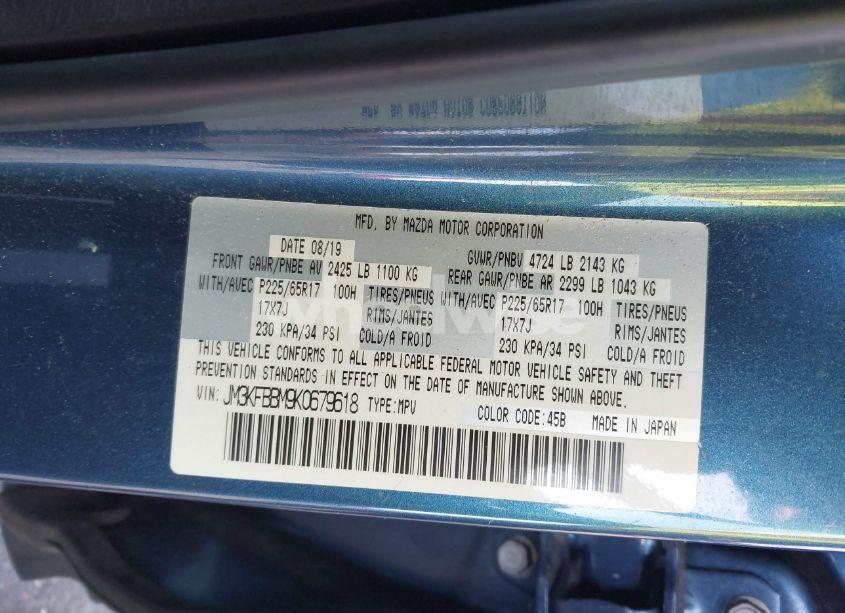 MFD. BY MAZDA MOTOR CORPORATION
DATE 08/19 GVWR/PNBV 4724 LB 2143 KG
FRONT GAWR/PNBE AV 2425 LB 1100 KG REAR GAWR/PNBE AR 2299 LB 1043 KG
WITH/AVEC P225/65R17 100H TIRES/PNEUS WITH/AVEC P225/65R17 100H TIRES/PNEUS
17X7J RIMS/JANTES 17X7J RIMS/JANTES
230 KPA/34 PSI COLD/A FROID 230 KPA/34 PSI COLD/A FROID
THIS VEHICLE CONFORMS TO ALL APPLICABLE FEDERAL MOTOR VEHICLE SAFETY AND THEFT
PREVENTION STANDARDS IN EFFECT ON THE DATE OF MANUFACTURE SHOWN ABOVE.
VIN: JM3KFBBM9K0679618 TYPE:MPV COLOR CODE:45B MADE IN JAPAN